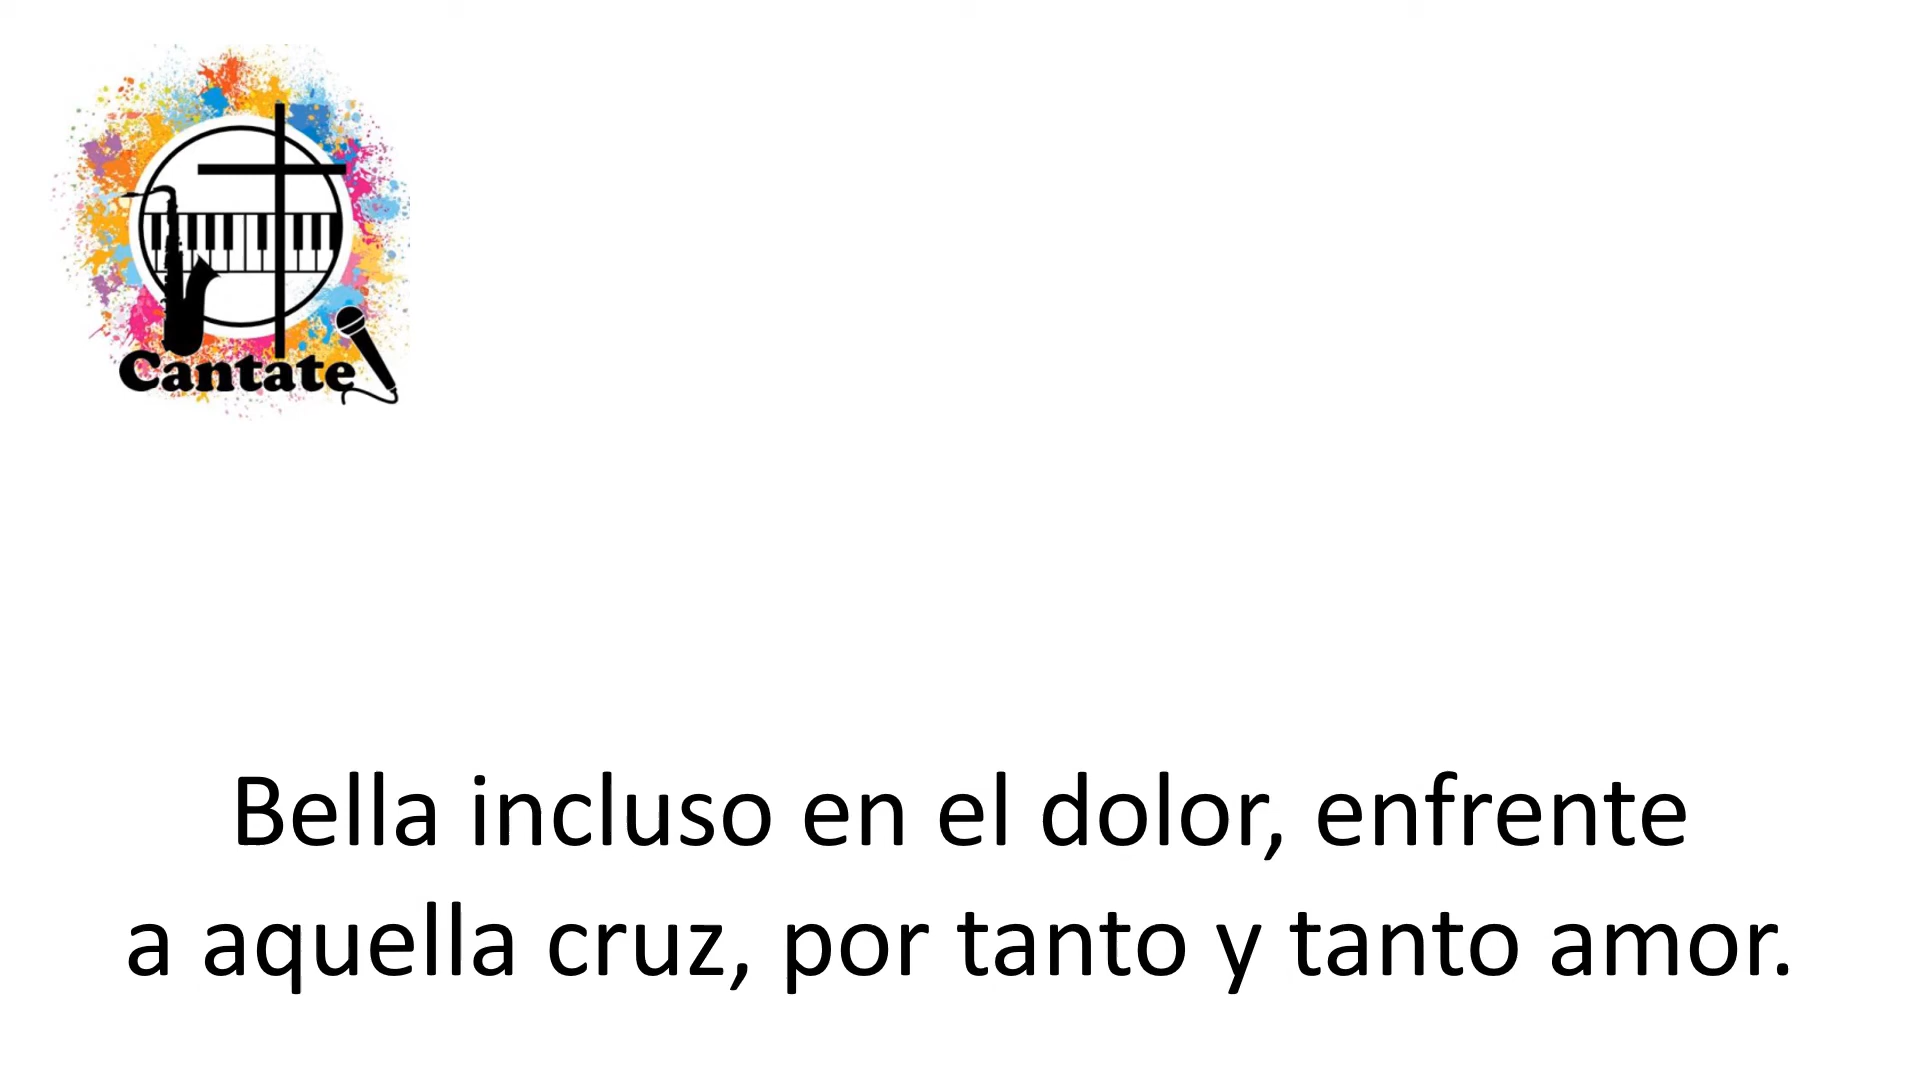 Cantate
Bella incluso en el dolor, enfrente
a aquella cruz, por tanto y tanto amor.